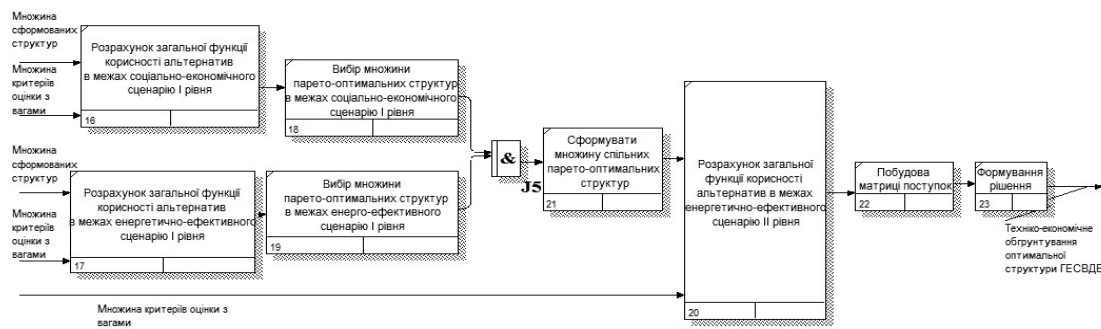 Множина
сформованих
структур
Множина
критеріїв
оцінки з
вагами
Розрахунок загальної функції
корисності альтернатив
в межах соціально-економічного
сценарію I рівня
16
Вибір множини
парето-оптимальних структур
в межах соціально-економічного
сценарію I рівня
18
Множина
сформованих
структур
Множина
критеріїв
оцінки з
вагами
Розрахунок загальної функції
корисності альтернатив
в межах енергетично-ефективного
сценарію I рівня
17
Вибір множини
парето-оптимальних структур
в межах енерго-ефективного
сценарію I рівня
19
&
J5
Сформувати
множину спільних
парето-оптимальних
структур
21
Розрахунок загальної
функції корисності
альтернатив в межах
енергетично-ефективного
сценарію II рівня
20
Побудова
матриці поступок
22
Формування
рішення
23
Техніко-економічне
обгрунтування
оптимальної
структури ГЕСВДЕ
Множина критеріїв оцінки з
вагами